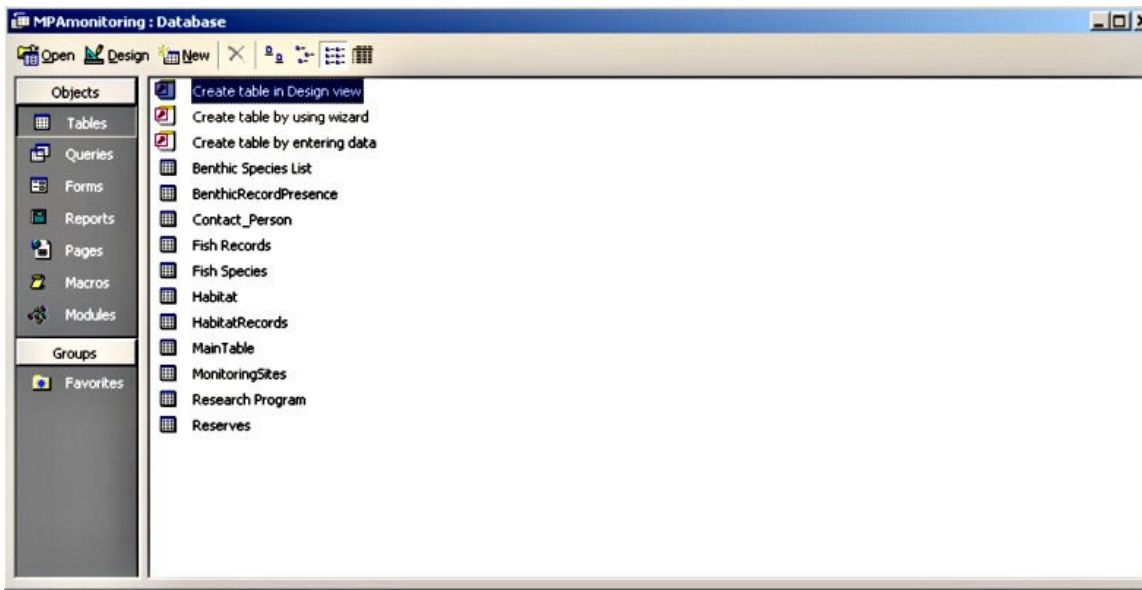 MPAmonitoring : Database
Open Design New
Objects
Tables
Queries
Forms
Reports
Pages
Macros
Modules
Groups
Favorites
Create table in Design view
Create table by using wizard
Create table by entering data
Benthic Species List
BenthicRecordPresence
Contact_Person
Fish Records
Fish Species
Habitat
HabitatRecords
MainTable
MonitoringSites
Research Program
Reserves